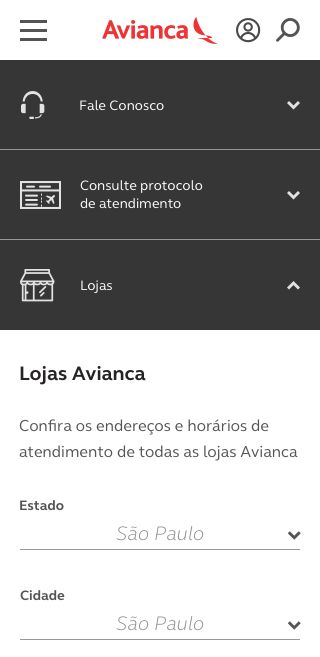 Avianca
Fale Conosco
Consulte protocolo
de atendimento
Lojas
Lojas Avianca
Confira os endereços e horários de
atendimento de todas as lojas Avianca
Estado
São Paulo
Cidade
São Paulo